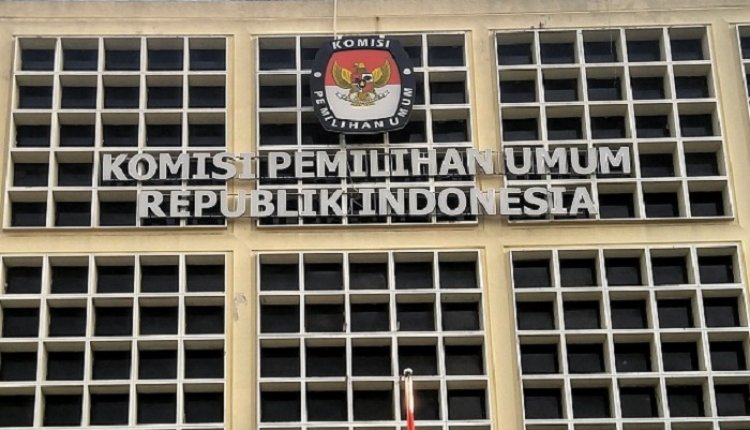 KOMISI
PEMILIHAN UMUM
KOMISI PEMILIHAN UMUM
REPUBLIK INDONESIA